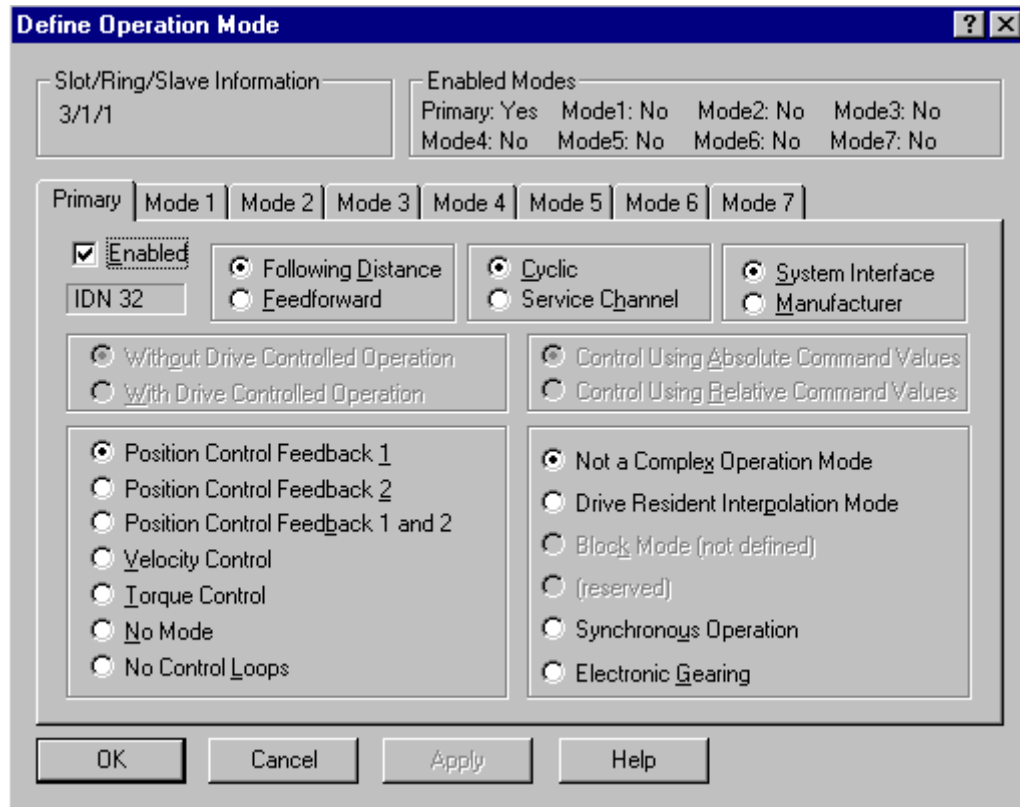 Define Operation Mode
Slot/Ring/Slave Information
3/1/1
Enabled Modes
Primary: Yes Mode1: No Mode2: No Mode3: No
Mode4: No Mode5: No Mode6: No Mode7: No
Primary Mode 1 Mode 2 Mode 3 Mode 4 Mode 5 Mode 6 Mode 7
Enabled
IDN 32
Following Distance
Feedforward
Cyclic
Service Channel
System Interface
Manufacturer
Without Drive Controlled Operation
With Drive Controlled Operation
Control Using Absolute Command Values
Control Using Relative Command Values
Position Control Feedback 1
Position Control Feedback 2
Position Control Feedback 1 and 2
Velocity Control
Torque Control
No Mode
No Control Loops
Not a Complex Operation Mode
Drive Resident Interpolation Mode
Block Mode (not defined)
(reserved)
Synchronous Operation
Electronic Gearing
OK Cancel Apply Help